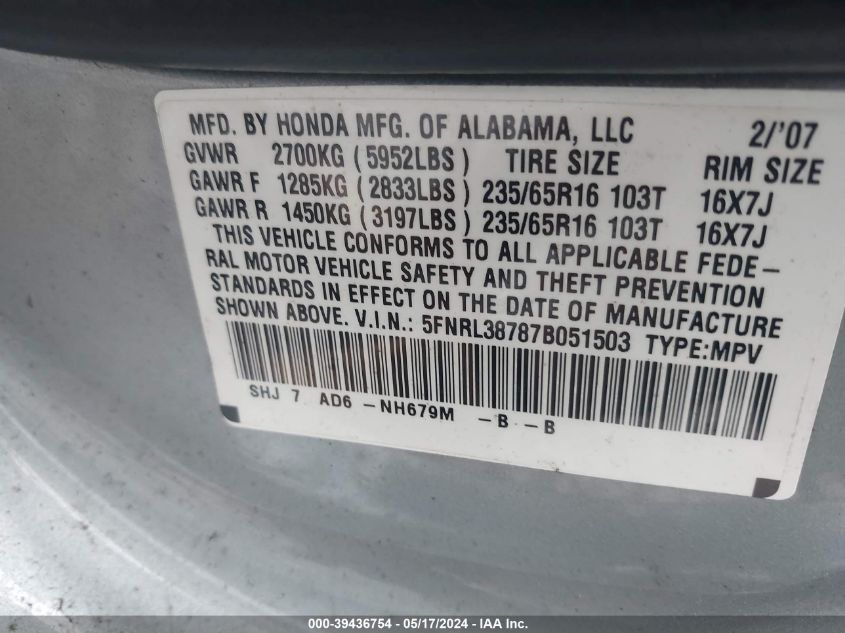 MFD. BY HONDA MFG. OF ALABAMA, LLC 2/'07
GVWR 2700KG (5952LBS) TIRE SIZE RIM SIZE
GAWR F 1285KG (2833LBS) 235/65R16 103T 16X7J
GAWR R 1450KG (3197LBS) 235/65R16 103T 16X7J
THIS VEHICLE CONFORMS TO ALL APPLICABLE FEDE-
RAL MOTOR VEHICLE SAFETY AND THEFT PREVENTION
STANDARDS IN EFFECT ON THE DATE OF MANUFACTURE
SHOWN ABOVE. V.I.N.: 5FNRL38787B051503 TYPE:MPV
SHJ 7 AD6 -NH679M -B -B
000-39436754 - 05/17/2024 - IAA Inc.